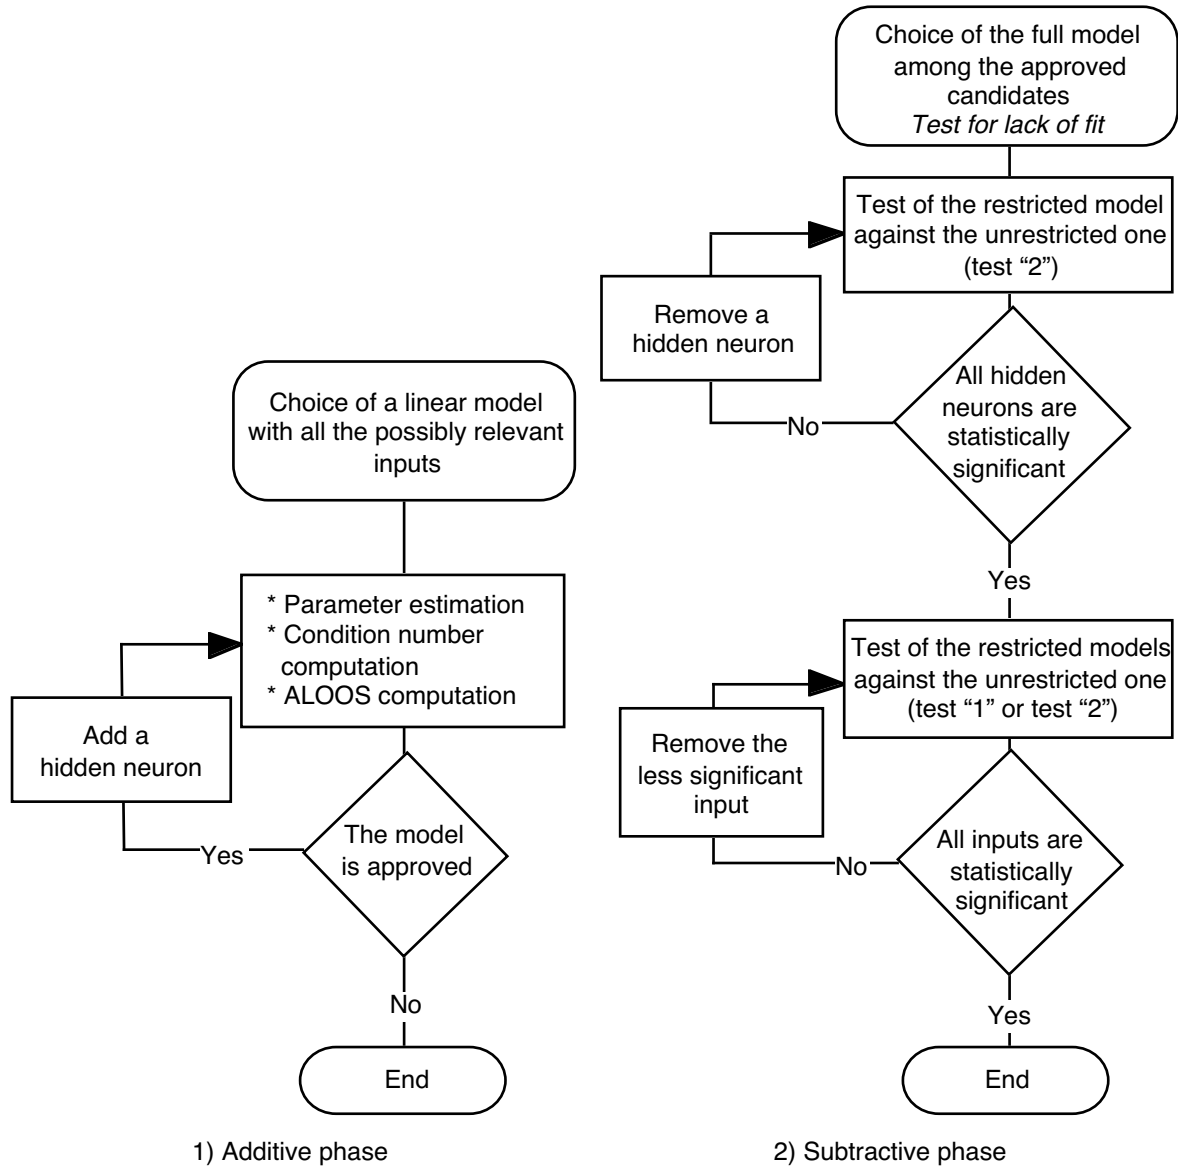 Choice of a linear model
with all the possibly relevant
inputs
* Parameter estimation
* Condition number
computation
* ALOOS computation
Add a
hidden neuron
The model
is approved
Yes
No
End
1) Additive phase
Choice of the full model
among the approved
candidates
Test for lack of fit
Test of the restricted model
against the unrestricted one
(test “2”)
Remove a
hidden neuron
All hidden
neurons are
statistically
significant
No
Yes
Test of the restricted models
against the unrestricted one
(test “1” or test “2”)
Remove the
less significant
input
All inputs are
statistically
significant
No
Yes
End
2) Subtractive phase